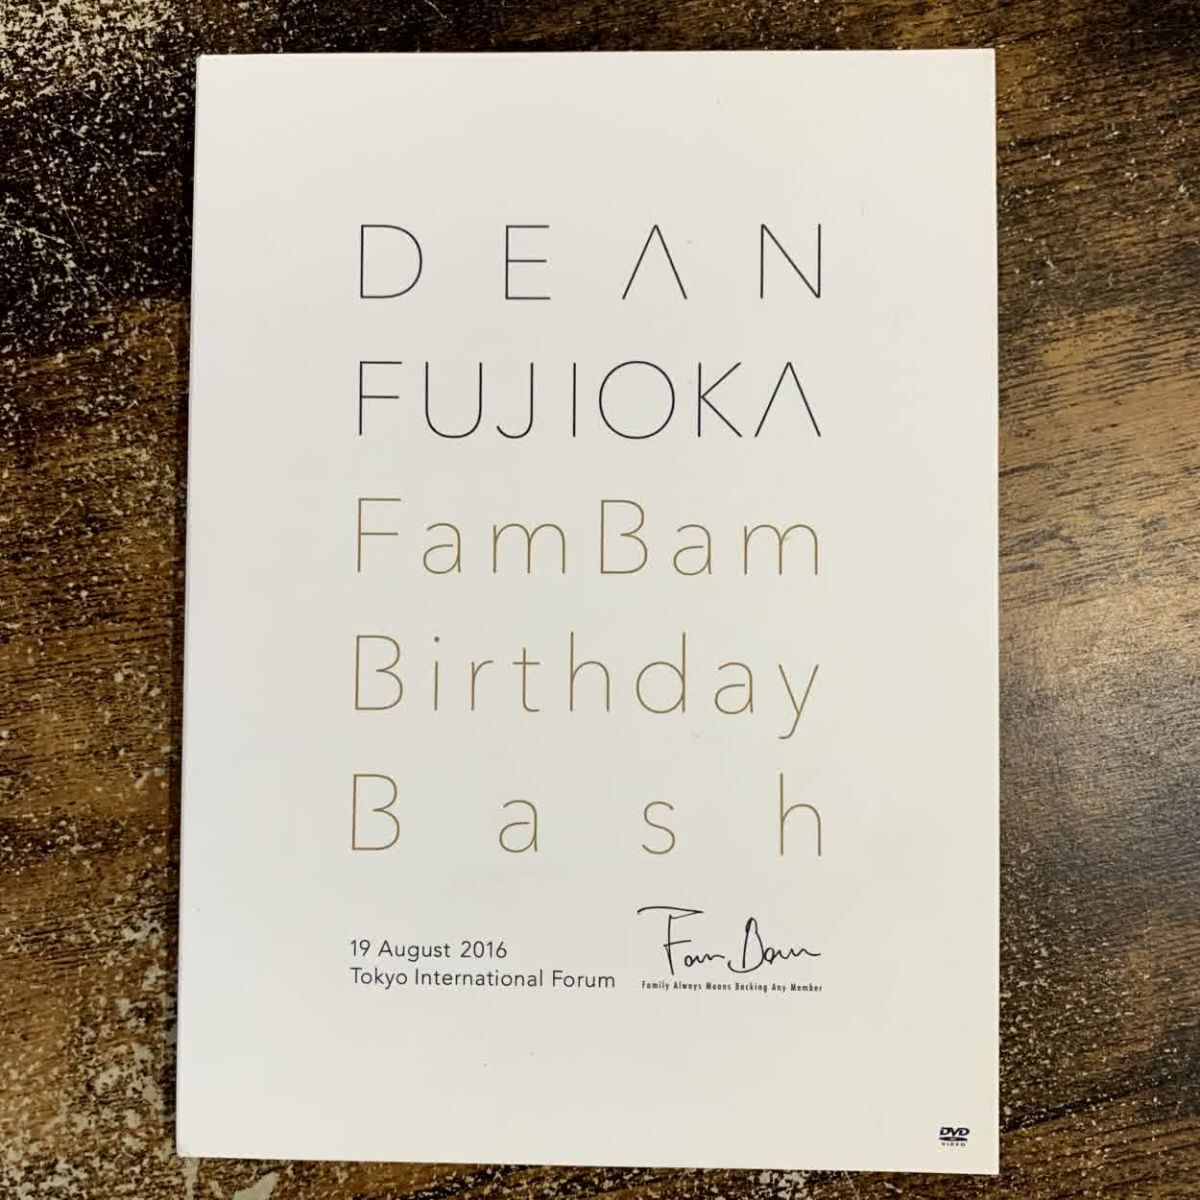 DEAN
FUJIOKA
FamBam
Birthday
Bash
19 August 2016
Tokyo International Forum
FamBam
Family Always Means Backing Any Member
DVD
VIDEO